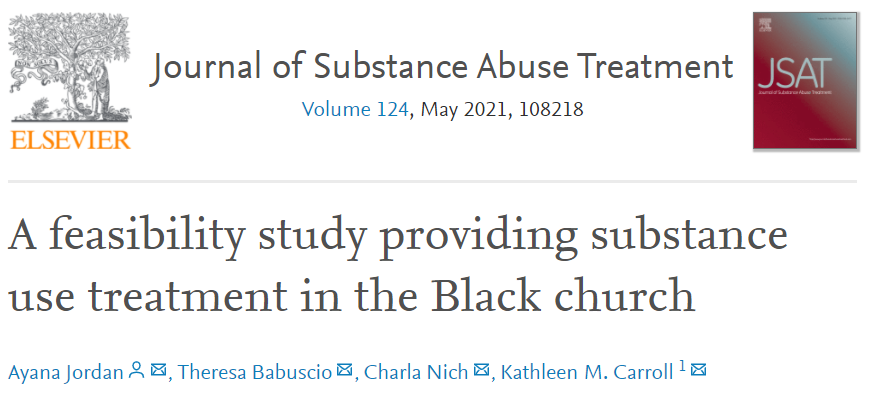 ELSEVIER
Journal of Substance Abuse Treatment
Volume 124, May 2021, 108218
JSAT
Journal of Substance Abuse Treatment
A feasibility study providing substance
use treatment in the Black church
Ayana Jordan, Theresa Babuscio, Charla Nich, Kathleen M. Carroll 1